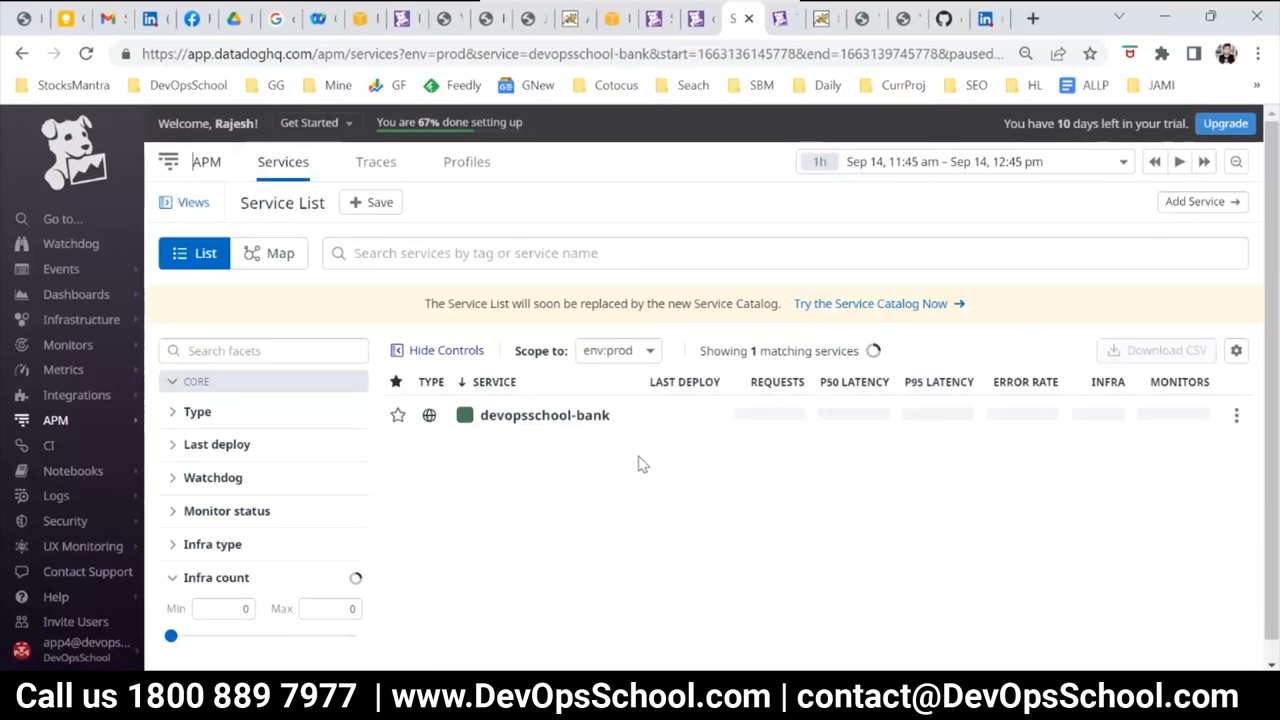 https://app.datadoghq.com/apm/services?env=prod&service=devopsschool-bank&start=1663136145778&end=1663139745778&paused...
StocksMantra DevOpsSchool GG Mine GF Feedly GNew Cotocus Seach SBM Daily CurrProj SEO HL ALLP JAMI »
Welcome, Rajesh! Get Started You are 67% done setting up You have 10 days left in your trial. Upgrade
APM Services Traces Profiles 1h Sep 14, 11:45 am – Sep 14, 12:45 pm
Views Service List + Save Add Service →
List Map Search services by tag or service name
The Service List will soon be replaced by the new Service Catalog. Try the Service Catalog Now →
Go to...
Watchdog
Events
Dashboards
Infrastructure
Monitors
Metrics
Integrations
APM
CI
Notebooks
Logs
Security
UX Monitoring
Contact Support
Help
Invite Users
app4@devops...
DevOpsSchool
Search facets
CORE
Type
Last deploy
Watchdog
Monitor status
Infra type
Infra count
Min 0 Max 0
Hide Controls Scope to: env:prod Showing 1 matching services Download CSV
TYPE SERVICE LAST DEPLOY REQUESTS P50 LATENCY P95 LATENCY ERROR RATE INFRA MONITORS
devopsschool-bank
Call us 1800 889 7977 | www.DevOpsSchool.com | contact@DevOpsSchool.com